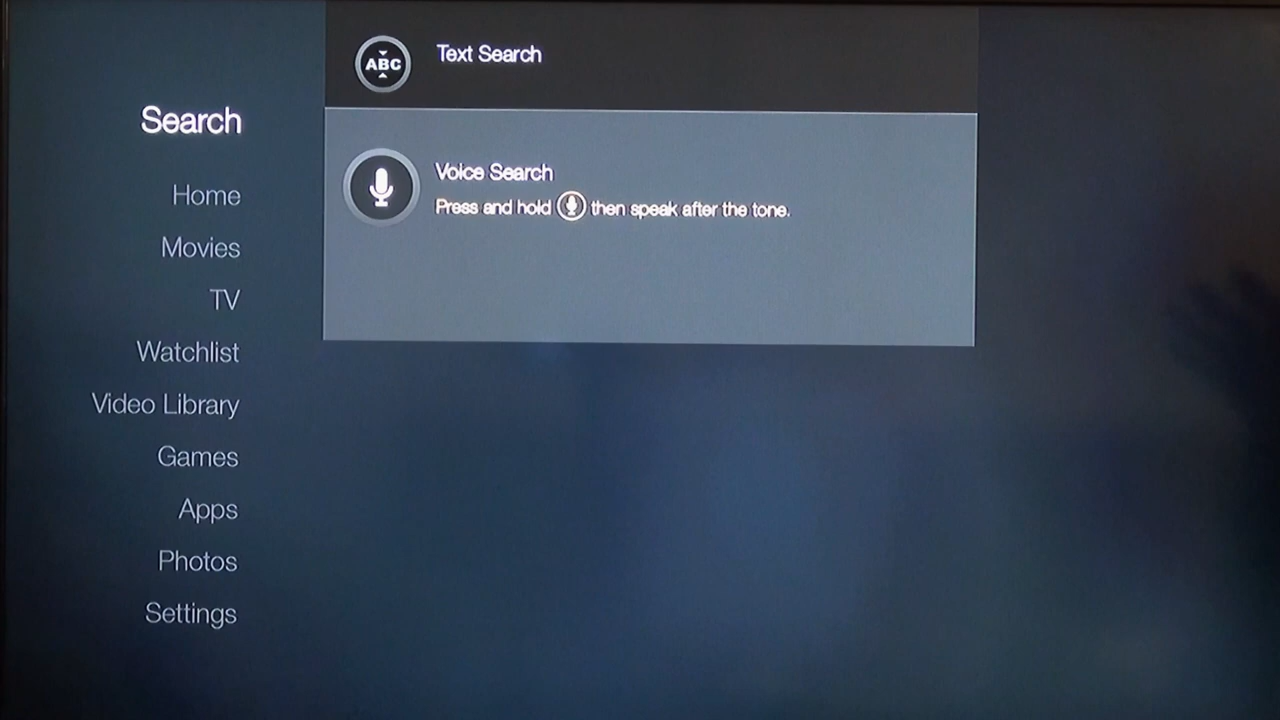 Search
Home
Movies
TV
Watchlist
Video Library
Games
Apps
Photos
Settings
ABC
Text Search
Voice Search
Press and hold then speak after the tone.